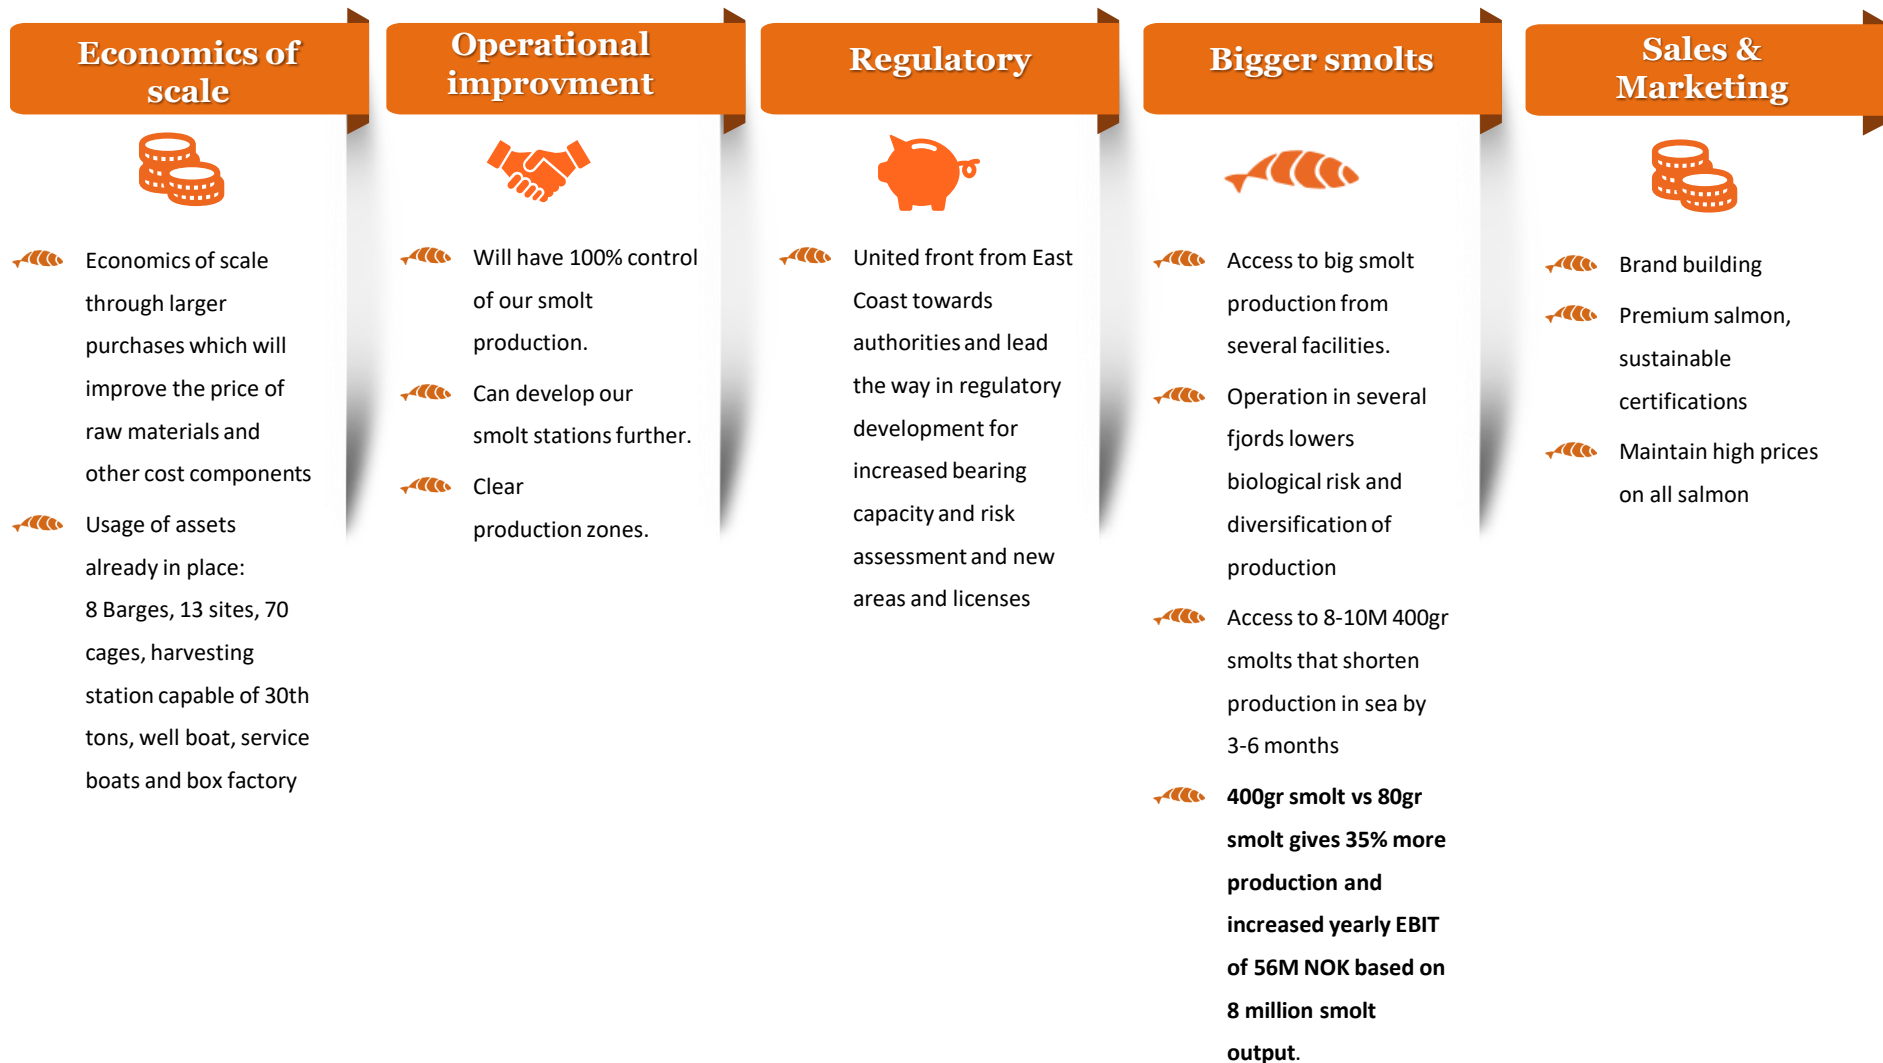 Economics of
scale
Economics of scale
through larger
purchases which will
improve the price of
raw materials and
other cost components
Usage of assets
already in place:
8 Barges, 13 sites, 70
cages, harvesting
station capable of 30th
tons, well boat, service
boats and box factory
Operational
improvment
Will have 100% control
of our smolt
production.
Can develop our
smolt stations further.
Clear
production zones.
Regulatory
United front from East
Coast towards
authorities and lead
the way in regulatory
development for
increased bearing
capacity and risk
assessment and new
areas and licenses
Bigger smolts
Access to big smolt
production from
several facilities.
Operation in several
fjords lowers
biological risk and
diversification of
production
Access to 8-10M 400gr
smolts that shorten
production in sea by
3-6 months
400gr smolt vs 80gr
smolt gives 35% more
production and
increased yearly EBIT
of 56M NOK based on
8 million smolt
output.
Sales &
Marketing
Brand building
Premium salmon,
sustainable
certifications
Maintain high prices
on all salmon